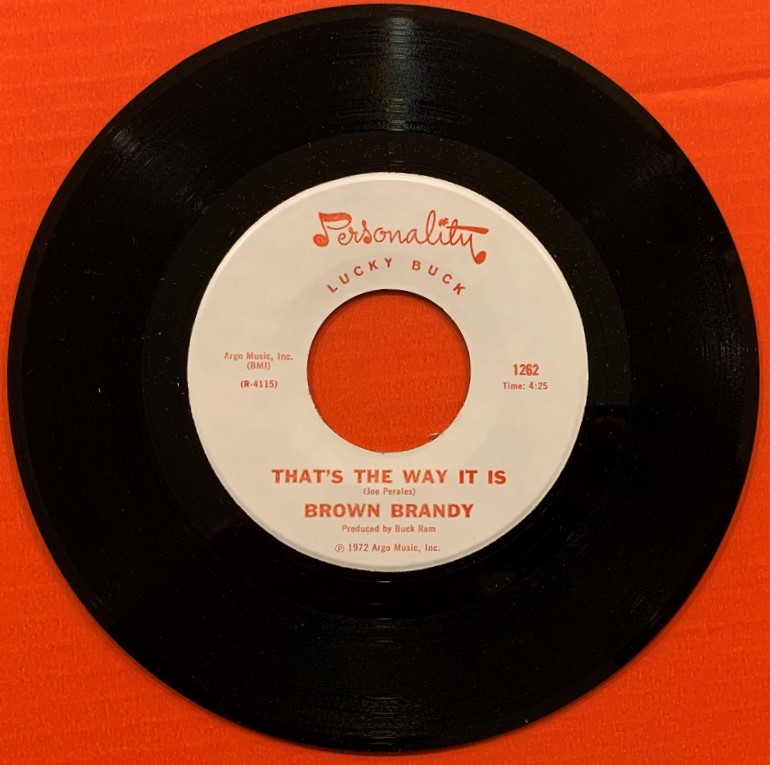 Personality
LUCKY BUCK
Argo Music, Inc.
(BMI)
(R-4115)
1262
Time: 4:25
THAT'S THE WAY IT IS
(Joe Perales)
BROWN BRANDY
Produced by Buck Ram
℗ 1972 Argo Music, Inc.